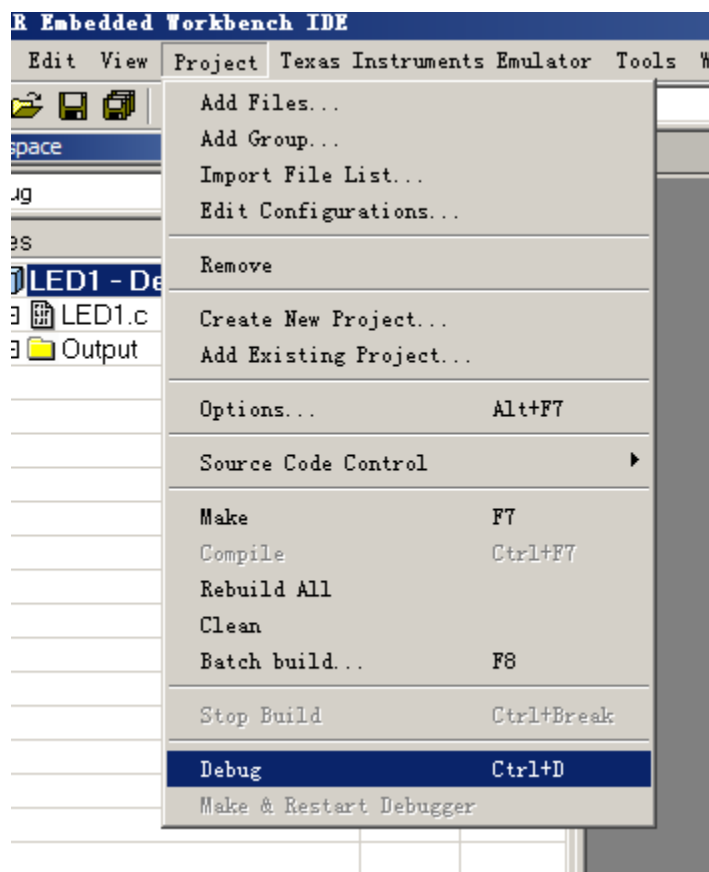 R Embedded Workbench IDE
Edit View Project Texas Instruments Emulator Tools W
space
ug
es
LED1 - De
LED1.c
Output
Add Files...
Add Group...
Import File List...
Edit Configurations...
Remove
Create New Project...
Add Existing Project...
Options... Alt+F7
Source Code Control
Make F7
Compile Ctrl+F7
Rebuild All
Clean
Batch build... F8
Stop Build Ctrl+Break
Debug Ctrl+D
Make & Restart Debugger